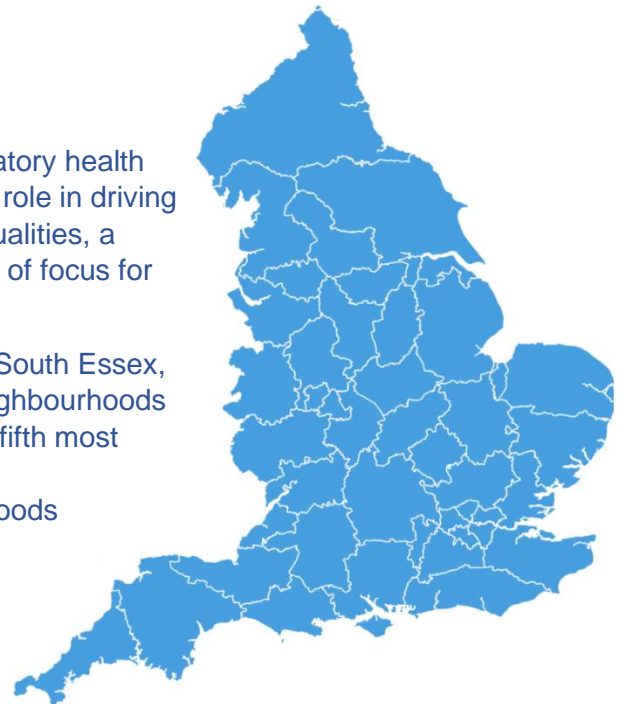 atory health
role in driving
ualities, a
of focus for
South Essex,
ghbourhoods
fifth most
oods